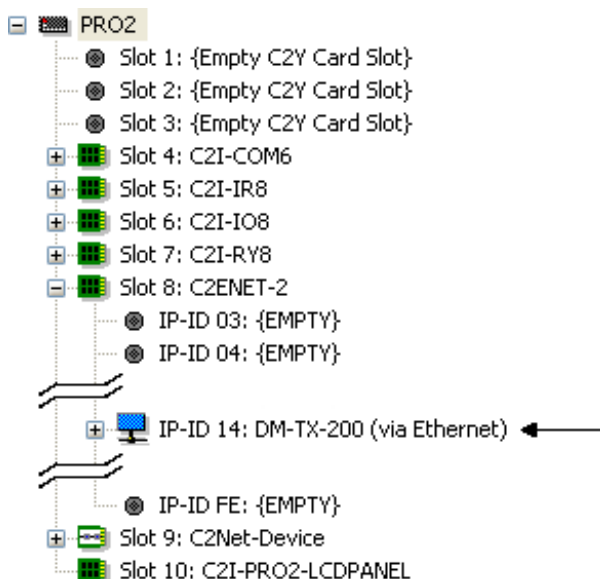 PRO2
Slot 1: {Empty C2Y Card Slot}
Slot 2: {Empty C2Y Card Slot}
Slot 3: {Empty C2Y Card Slot}
Slot 4: C2I-COM6
Slot 5: C2I-IR8
Slot 6: C2I-IO8
Slot 7: C2I-RY8
Slot 8: C2ENET-2
IP-ID 03: {EMPTY}
IP-ID 04: {EMPTY}
IP-ID 14: DM-TX-200 (via Ethernet)
IP-ID FE: {EMPTY}
Slot 9: C2Net-Device
Slot 10: C2I-PRO2-LCDPANEL